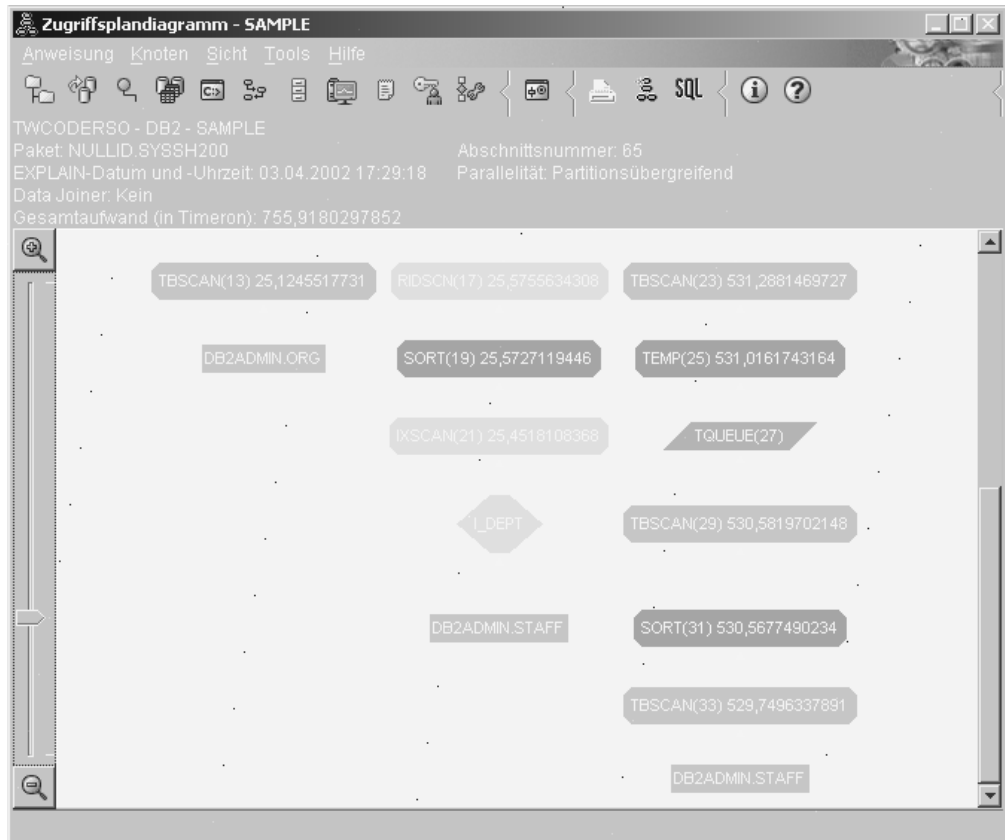 Zugriffsplandiagramm - SAMPLE
Anweisung Knoten Sicht Tools Hilfe
SQL
TWCODERSO - DB2 - SAMPLE
Paket: NULLID.SYSSH200 Abschnittsnummer: 65
EXPLAIN-Datum und -Uhrzeit: 03.04.2002 17:29:18 Parallelität: Partitionsübergreifend
Data Joiner: Kein
Gesamtaufwand (in Timeron): 755,9180297852
TBSCAN(13) 25,1245517731 RIDSCN(17) 25,5755634308 TBSCAN(23) 531,2881469727
DB2ADMIN.ORG SORT(19) 25,5727119446 TEMP(25) 531,0161743164
IXSCAN(21) 25,4518108368 TQUEUE(27)
I_DEPT TBSCAN(29) 530,5819702148
DB2ADMIN.STAFF SORT(31) 530,5677490234
TBSCAN(33) 529,7496337891
DB2ADMIN.STAFF